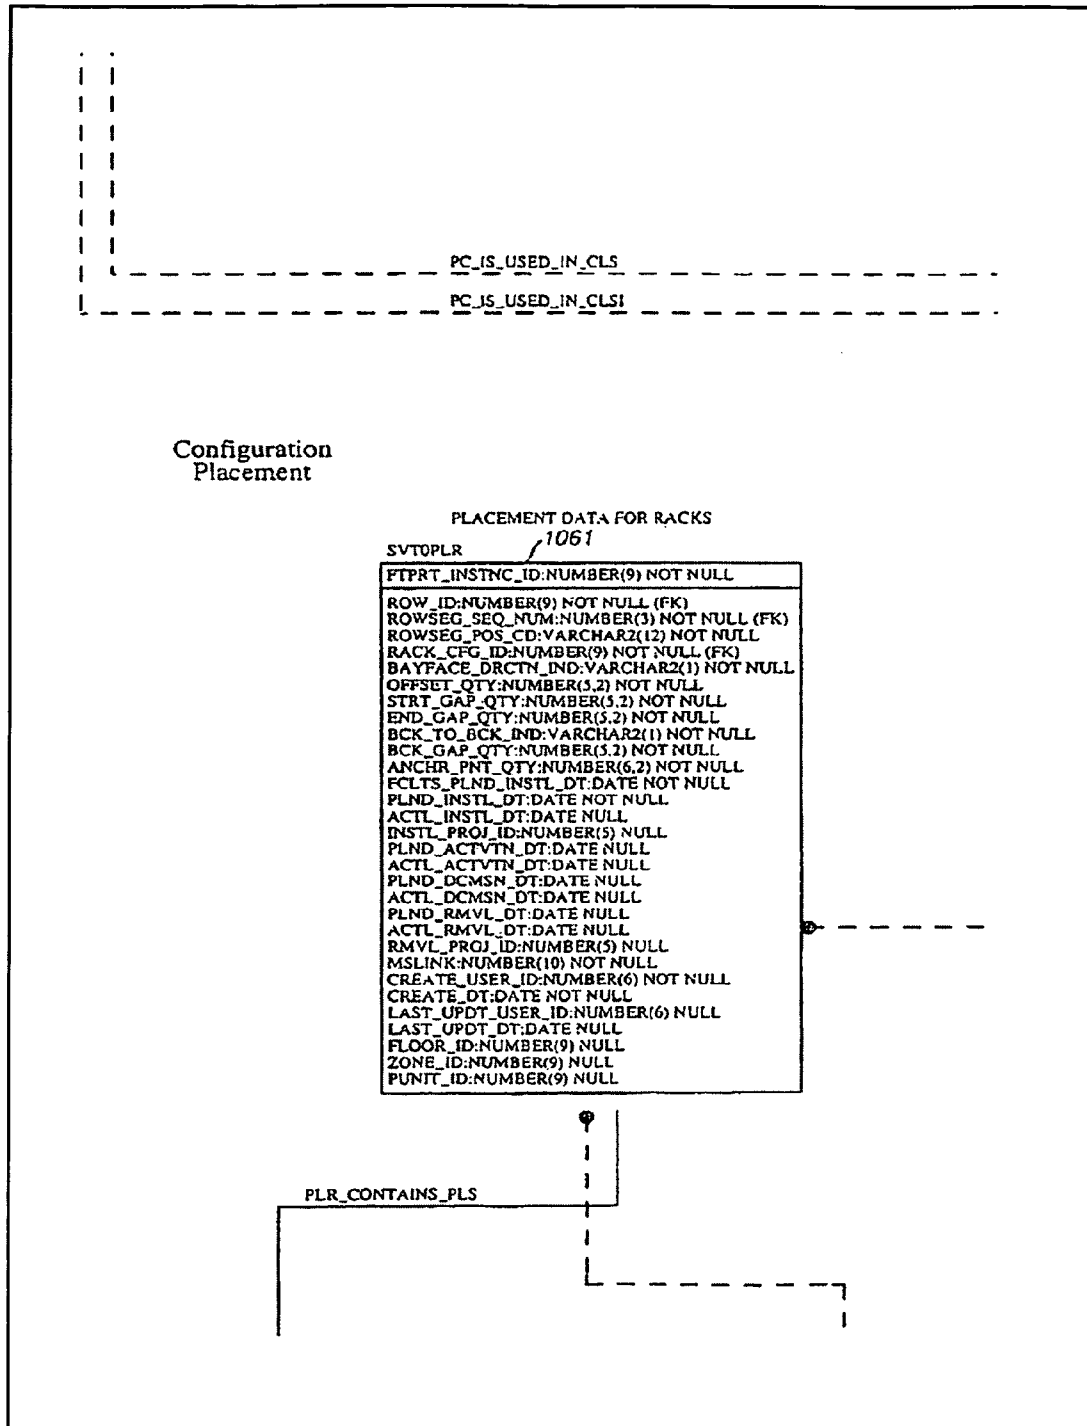 PC_IS_USED_IN_CLS
PC_IS_USED_IN_CLSI
Configuration
Placement
PLACEMENT DATA FOR RACKS
1061
SVT0PLR
FTPRT_INSTNC_ID:NUMBER(9) NOT NULL
ROW_ID:NUMBER(9) NOT NULL (FK)
ROWSEG_SEQ_NUM:NUMBER(3) NOT NULL (FK)
ROWSEG_POS_CD:VARCHAR2(12) NOT NULL
RACK_CFG_ID:NUMBER(9) NOT NULL (FK)
BAYFACE_DRCTN_IND:VARCHAR2(1) NOT NULL
OFFSET_QTY:NUMBER(5,2) NOT NULL
STRT_GAP_QTY:NUMBER(5,2) NOT NULL
END_GAP_QTY:NUMBER(5,2) NOT NULL
BCK_TO_BCK_IND:VARCHAR2(1) NOT NULL
BCK_GAP_QTY:NUMBER(5,2) NOT NULL
ANCHR_PNT_QTY:NUMBER(6,2) NOT NULL
FCLTS_PLND_INSTL_DT:DATE NOT NULL
PLND_INSTL_DT:DATE NOT NULL
ACTL_INSTL_DT:DATE NULL
INSTL_PROJ_ID:NUMBER(5) NULL
PLND_ACTVTN_DT:DATE NULL
ACTL_ACTVTN_DT:DATE NULL
PLND_DCMSN_DT:DATE NULL
ACTL_DCMSN_DT:DATE NULL
PLND_RMVL_DT:DATE NULL
ACTL_RMVL_DT:DATE NULL
RMVL_PROJ_ID:NUMBER(5) NULL
MSLINK:NUMBER(10) NOT NULL
CREATE_USER_ID:NUMBER(6) NOT NULL
CREATE_DT:DATE NOT NULL
LAST_UPDT_USER_ID:NUMBER(6) NULL
LAST_UPDT_DT:DATE NULL
FLOOR_ID:NUMBER(9) NULL
ZONE_ID:NUMBER(9) NULL
PUNIT_ID:NUMBER(9) NULL
PLR_CONTAINS_PLS